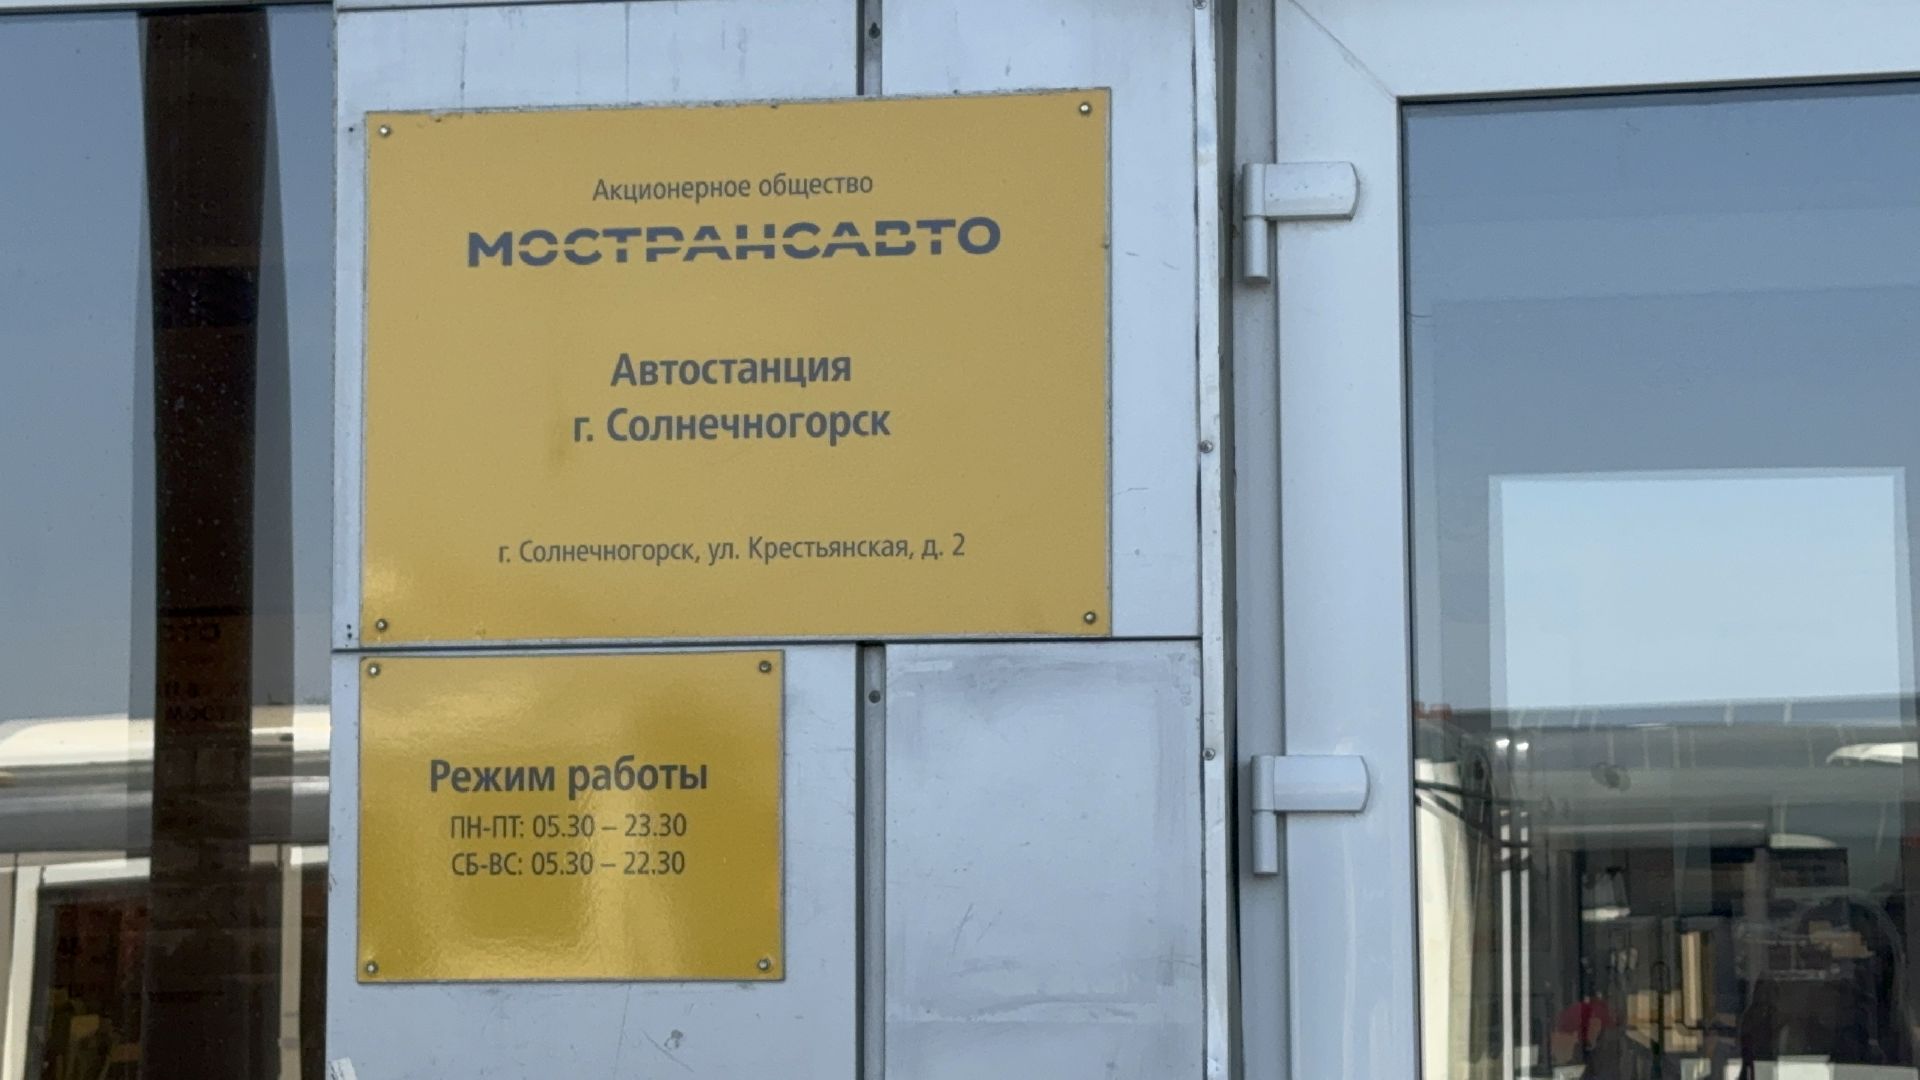 Акционерное общество
МОСТРАНСАВТО
Автостанция
г. Солнечногорск
г. Солнечногорск, ул. Крестьянская, д. 2
Режим работы
ПН-ПТ: 05.30 – 23.30
СБ-ВС: 05.30 – 22.30